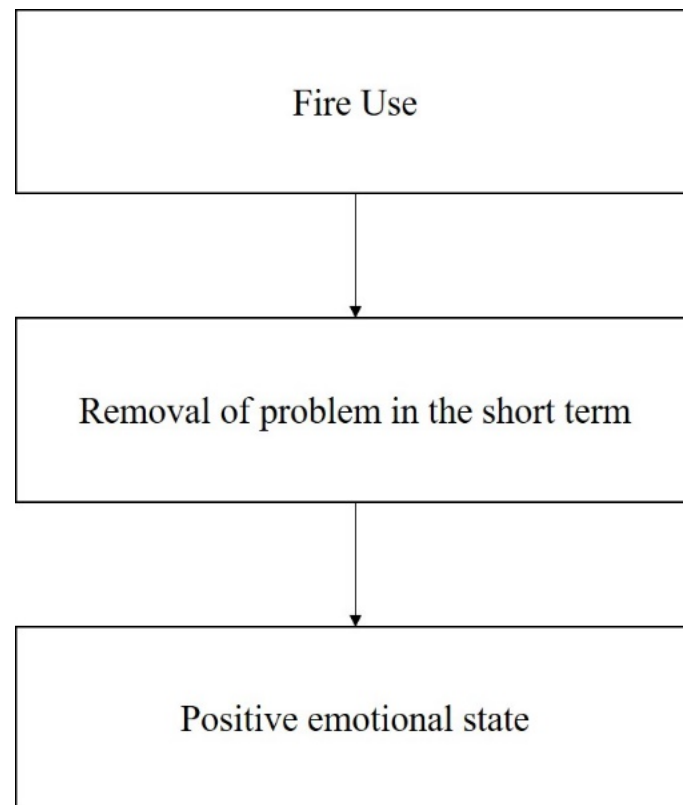 Fire Use
Removal of problem in the short term
Positive emotional state